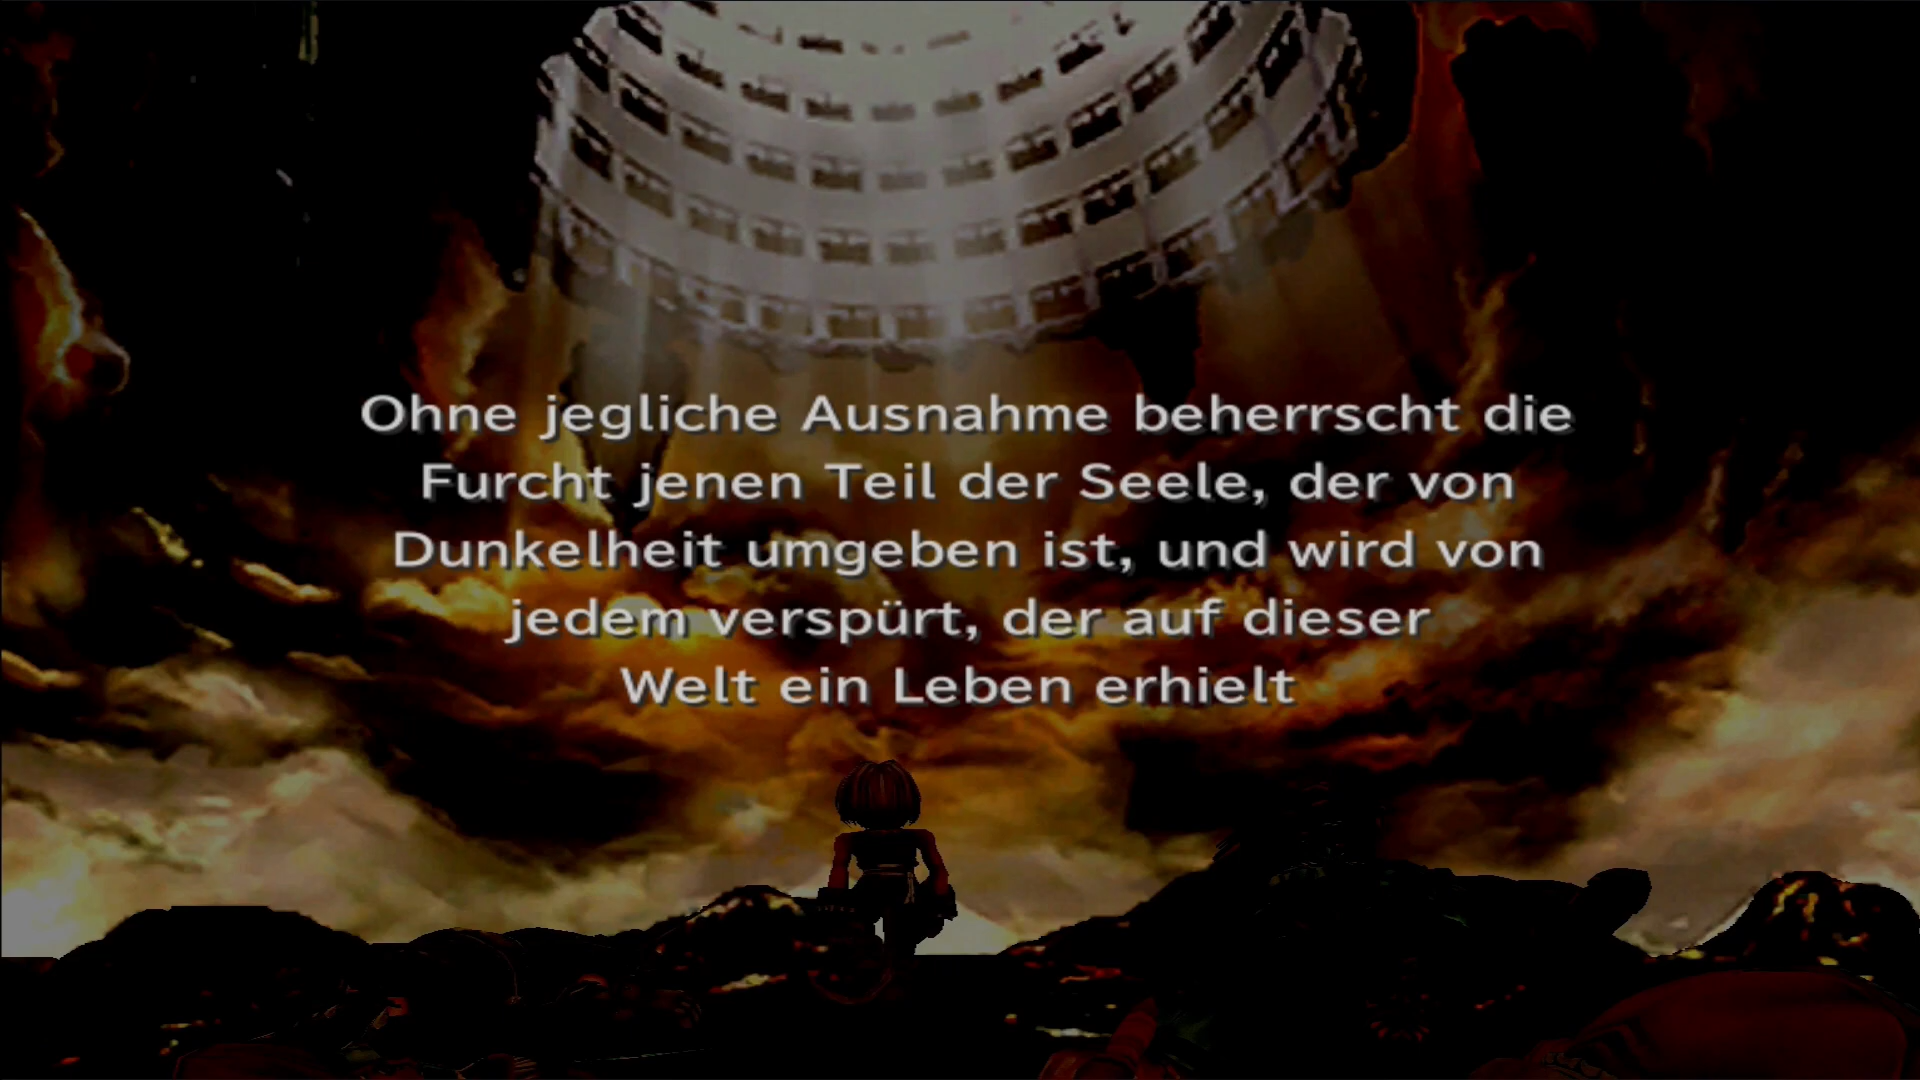 Ohne jegliche Ausnahme beherrscht die
Furcht jenen Teil der Seele, der von
Dunkelheit umgeben ist, und wird von
jedem verspürt, der auf dieser
Welt ein Leben erhielt